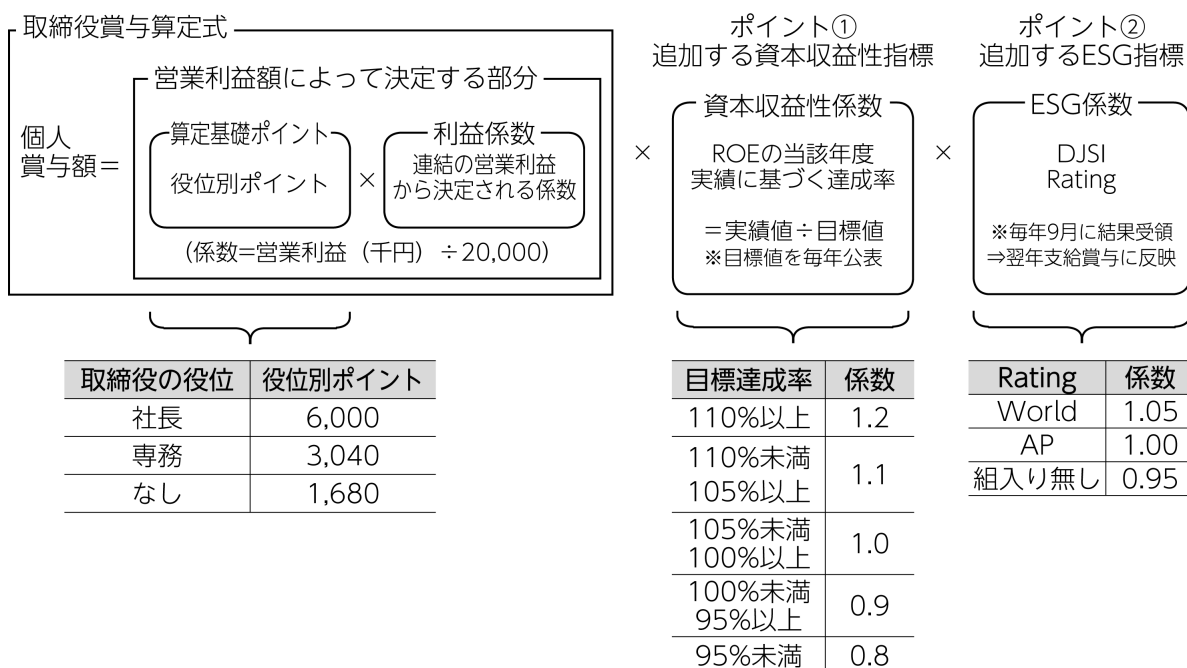 取締役賞与算定式
営業利益額によって決定する部分
個人
賞与額＝
算定基礎ポイント
役位別ポイント
×
利益係数
連結の営業利益
から決定される係数
（係数=営業利益（千円）÷20,000）
×
ポイント①
追加する資本収益性指標
資本収益性係数
ROEの当該年度
実績に基づく達成率
＝実績値÷目標値
※目標値を毎年公表
×
ポイント②
追加するESG指標
ESG係数
DJSI
Rating
※毎年9月に結果受領
⇒翌年支給賞与に反映
取締役の役位 役位別ポイント
社長 6,000
専務 3,040
なし 1,680
目標達成率 係数
110%以上 1.2
110%未満
105%以上 1.1
105%未満
100%以上 1.0
100%未満
95%以上 0.9
95%未満 0.8
Rating 係数
World 1.05
AP 1.00
組入り無し 0.95